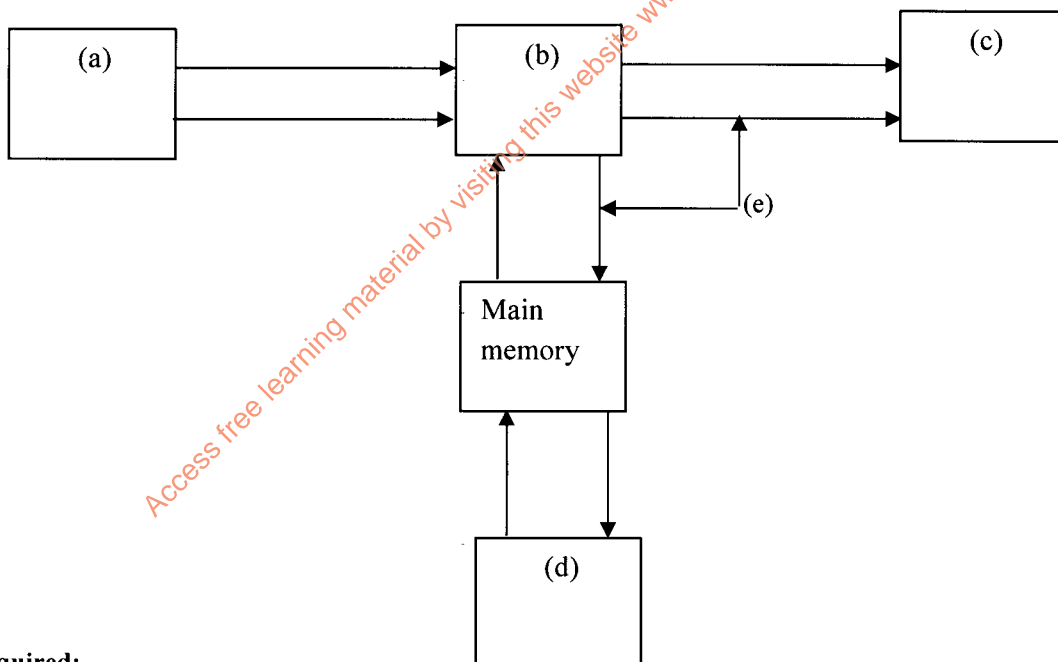 (a)
(b)
(c)
(e)
Main
memory
(d)
Access free learning material by visiting this website